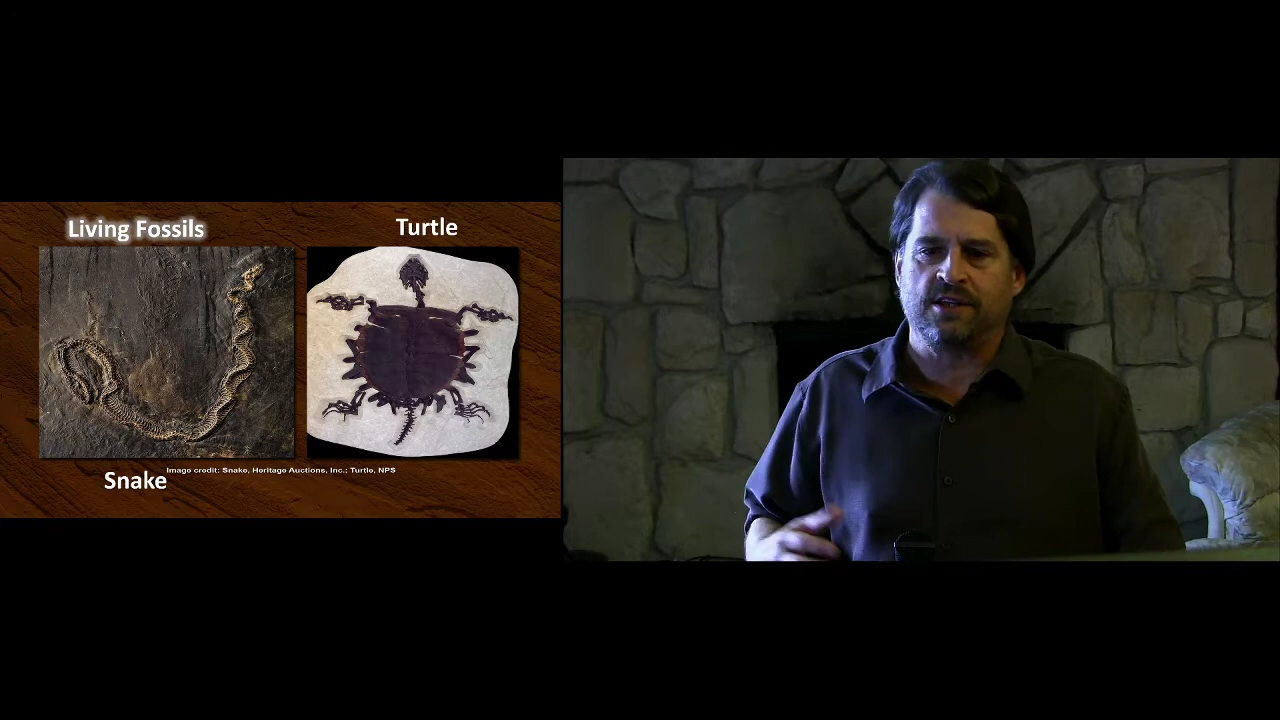 Living Fossils
Turtle
Image credit: Snake, Heritage Auctions, Inc.; Turtle, NPS
Snake